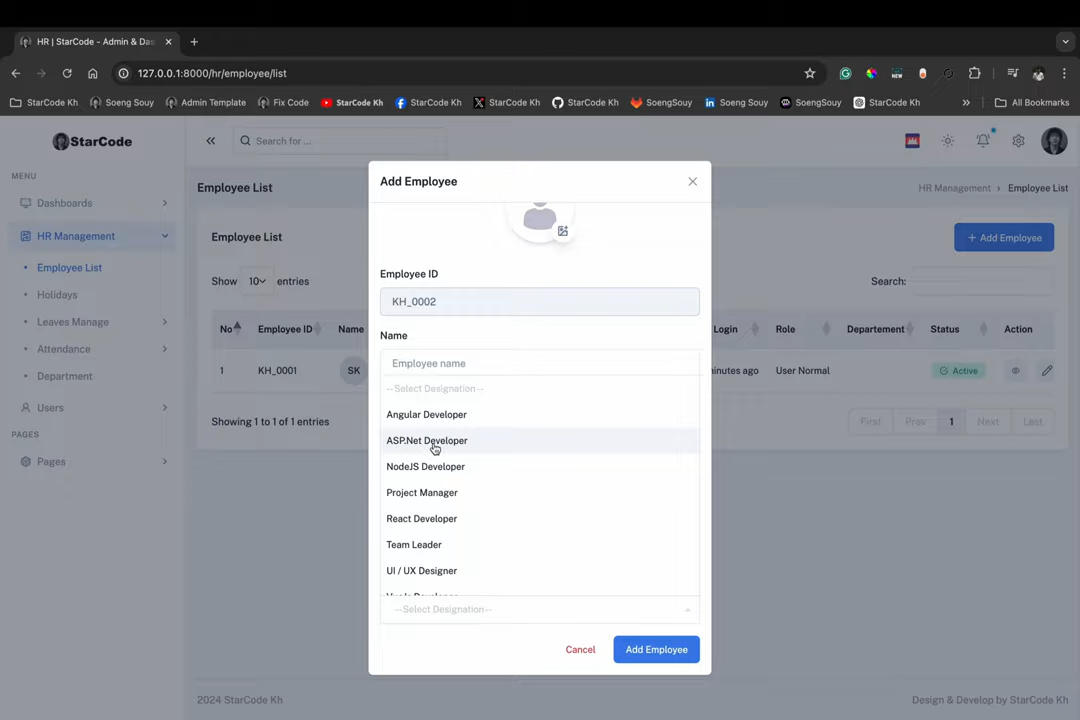 HR | StarCode - Admin & Das
127.0.0.1:8000/hr/employee/list
NEW
StarCode Kh
Soeng Souy
Admin Template
Fix Code
StarCode Kh
StarCode Kh
StarCode Kh
StarCode Kh
SoengSouy
Soeng Souy
SoengSouy
StarCode Kh
»
All Bookmarks
StarCode
Search for ...
MENU
Dashboards
HR Management
Employee List
Holidays
Leaves Manage
Attendance
Department
Users
PAGES
Pages
Employee List
HR Management
Employee List
Employee List
+ Add Employee
Show 10 entries
Search:
No Employee ID Name Login Role Departement Status Action
1 KH_0001 SK minutes ago User Normal Active
Showing 1 to 1 of 1 entries
First Prev 1 Next Last
Add Employee
Employee ID
KH_0002
Name
Employee name
--Select Designation--
Angular Developer
ASP.Net Developer
NodeJS Developer
Project Manager
React Developer
Team Leader
UI / UX Designer
--Select Designation--
Cancel
Add Employee
2024 StarCode Kh
Design & Develop by StarCode Kh